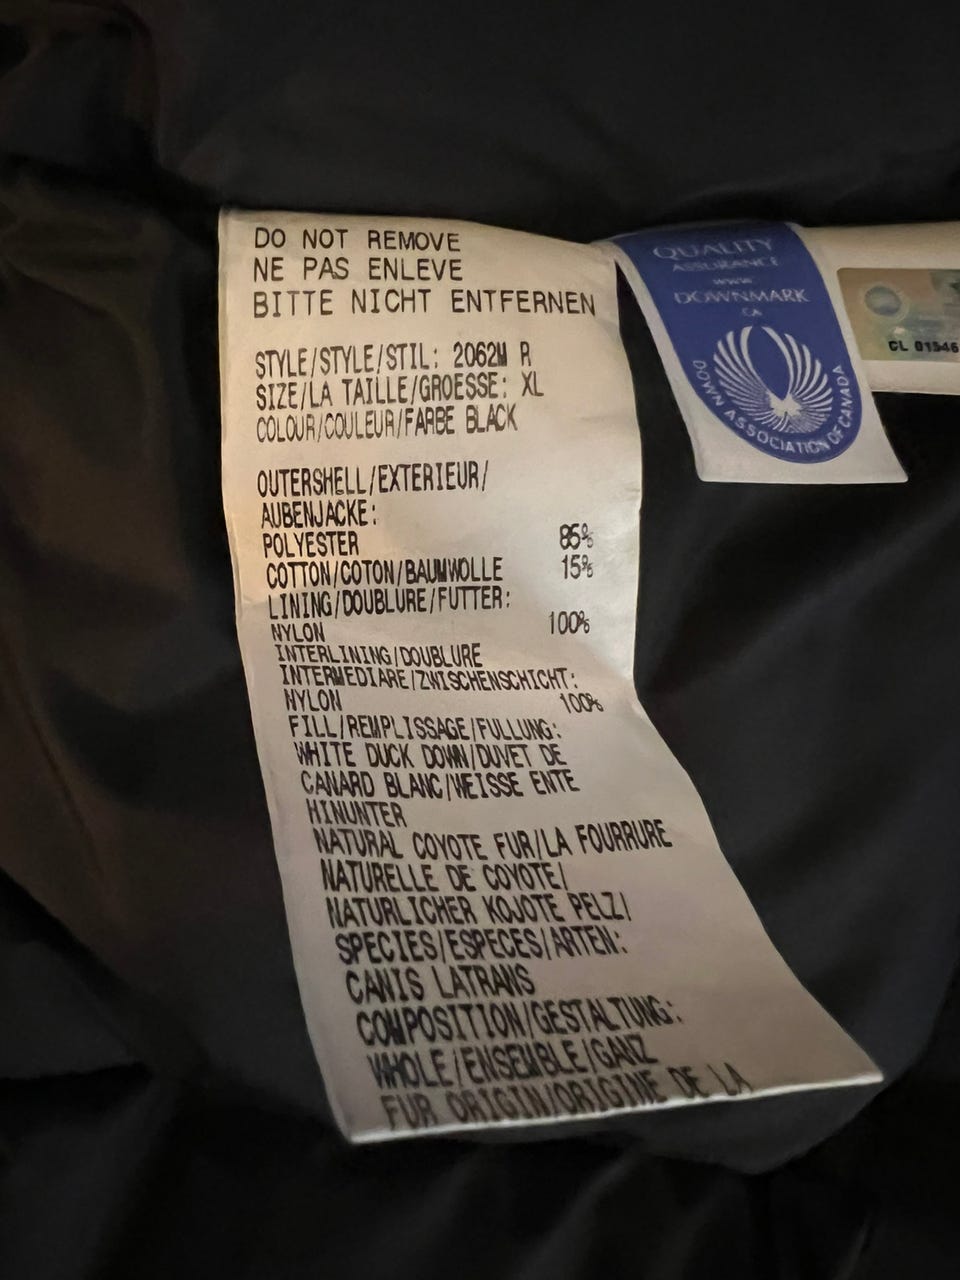 DO NOT REMOVE
NE PAS ENLEVE
BITTE NICHT ENTFERNEN
STYLE/STYLE/STIL: 2062M R
SIZE/LA TAILLE/GROESSE: XL
COLOUR/COULEUR/FARBE BLACK
OUTERSHELL/EXTERIEUR/
AUBENJACKE:
POLYESTER 85%
COTTON/COTON/BAUMWOLLE 15%
LINING/DOUBLURE/FUTTER:
NYLON 100%
INTERLINING/DOUBLURE
INTERMEDIARE/ZWISCHENSCHICHT:
NYLON 100%
FILL/REMPLISSAGE/FULLUNG:
WHITE DUCK DOWN/DUVET DE
CANARD BLANC/WEISSE ENTE
HINUNTER
NATURAL COYOTE FUR/LA FOURRURE
NATURELLE DE COYOTE/
NATURLICHER KOJOTE PELZ/
SPECIES/ESPECES/ARTEN:
CANIS LATRANS
COMPOSITION/GESTALTUNG:
WHOLE/ENSEMBLE/GANZ
FUR ORIGIN/ORIGINE DE LA
QUALITY
ASSURANCE
www
DOWNMARK
CA
DOWN ASSOCIATION OF CANADA
CL 01546